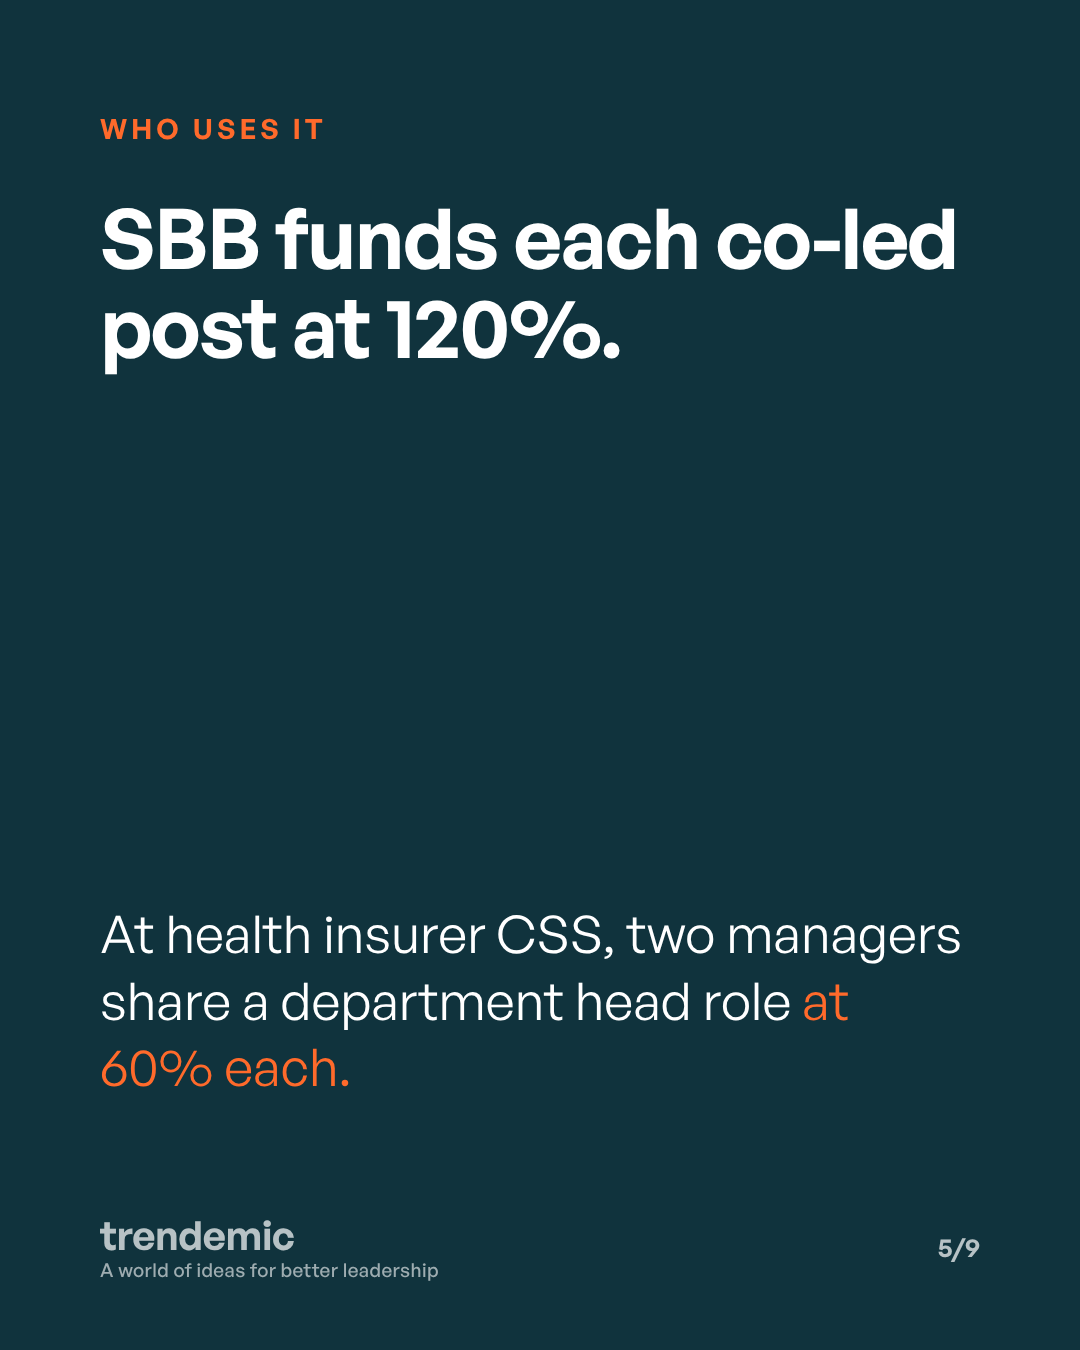 WHO USES IT
SBB funds each co-led
post at 120%.
At health insurer CSS, two managers
share a department head role at
60% each.
trendemic
A world of ideas for better leadership
5/9